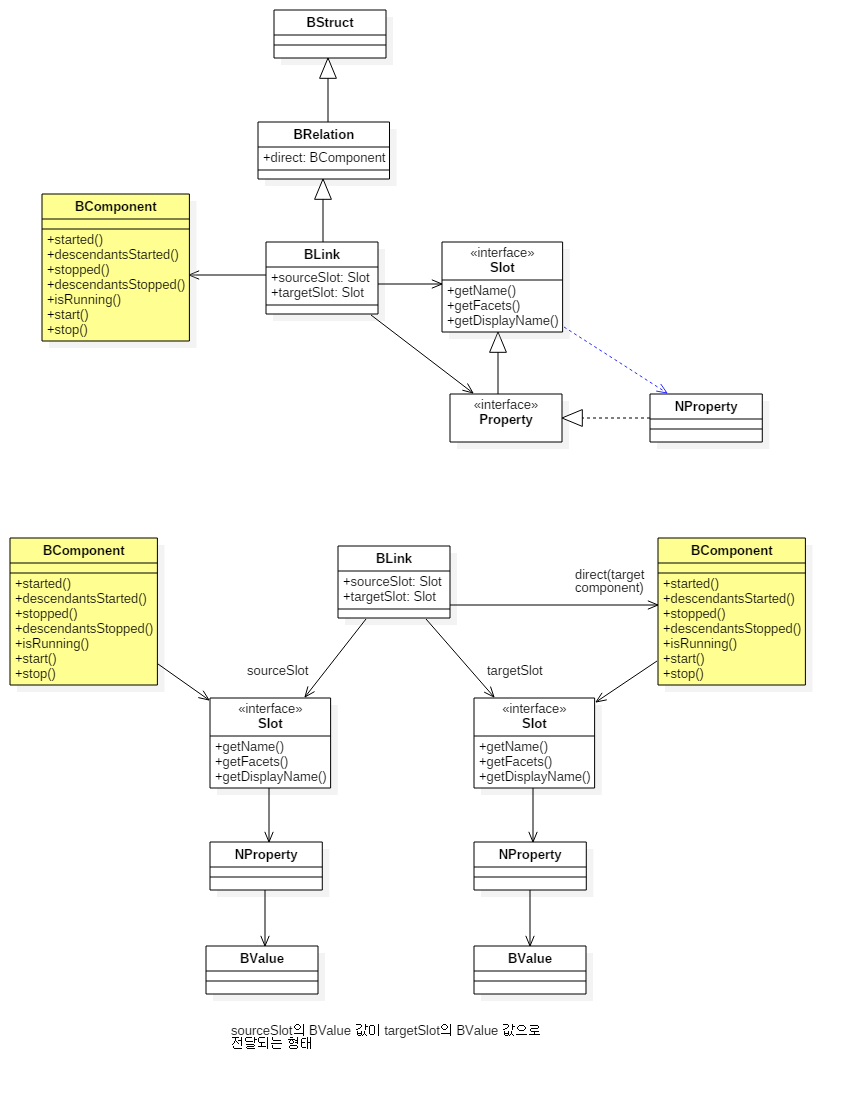 BStruct
BRelation
+direct: BComponent
BComponent
+started()
+descendantsStarted()
+stopped()
+descendantsStopped()
+isRunning()
+start()
+stop()
BLink
+sourceSlot: Slot
+targetSlot: Slot
«interface»
Slot
+getName()
+getFacets()
+getDisplayName()
«interface»
Property
NProperty
BComponent
+started()
+descendantsStarted()
+stopped()
+descendantsStopped()
+isRunning()
+start()
+stop()
BLink
+sourceSlot: Slot
+targetSlot: Slot
direct(target
component)
BComponent
+started()
+descendantsStarted()
+stopped()
+descendantsStopped()
+isRunning()
+start()
+stop()
sourceSlot
targetSlot
«interface»
Slot
+getName()
+getFacets()
+getDisplayName()
«interface»
Slot
+getName()
+getFacets()
+getDisplayName()
NProperty
NProperty
BValue
BValue
sourceSlot의 BValue 값이 targetSlot의 BValue 값으로
전달되는 형태